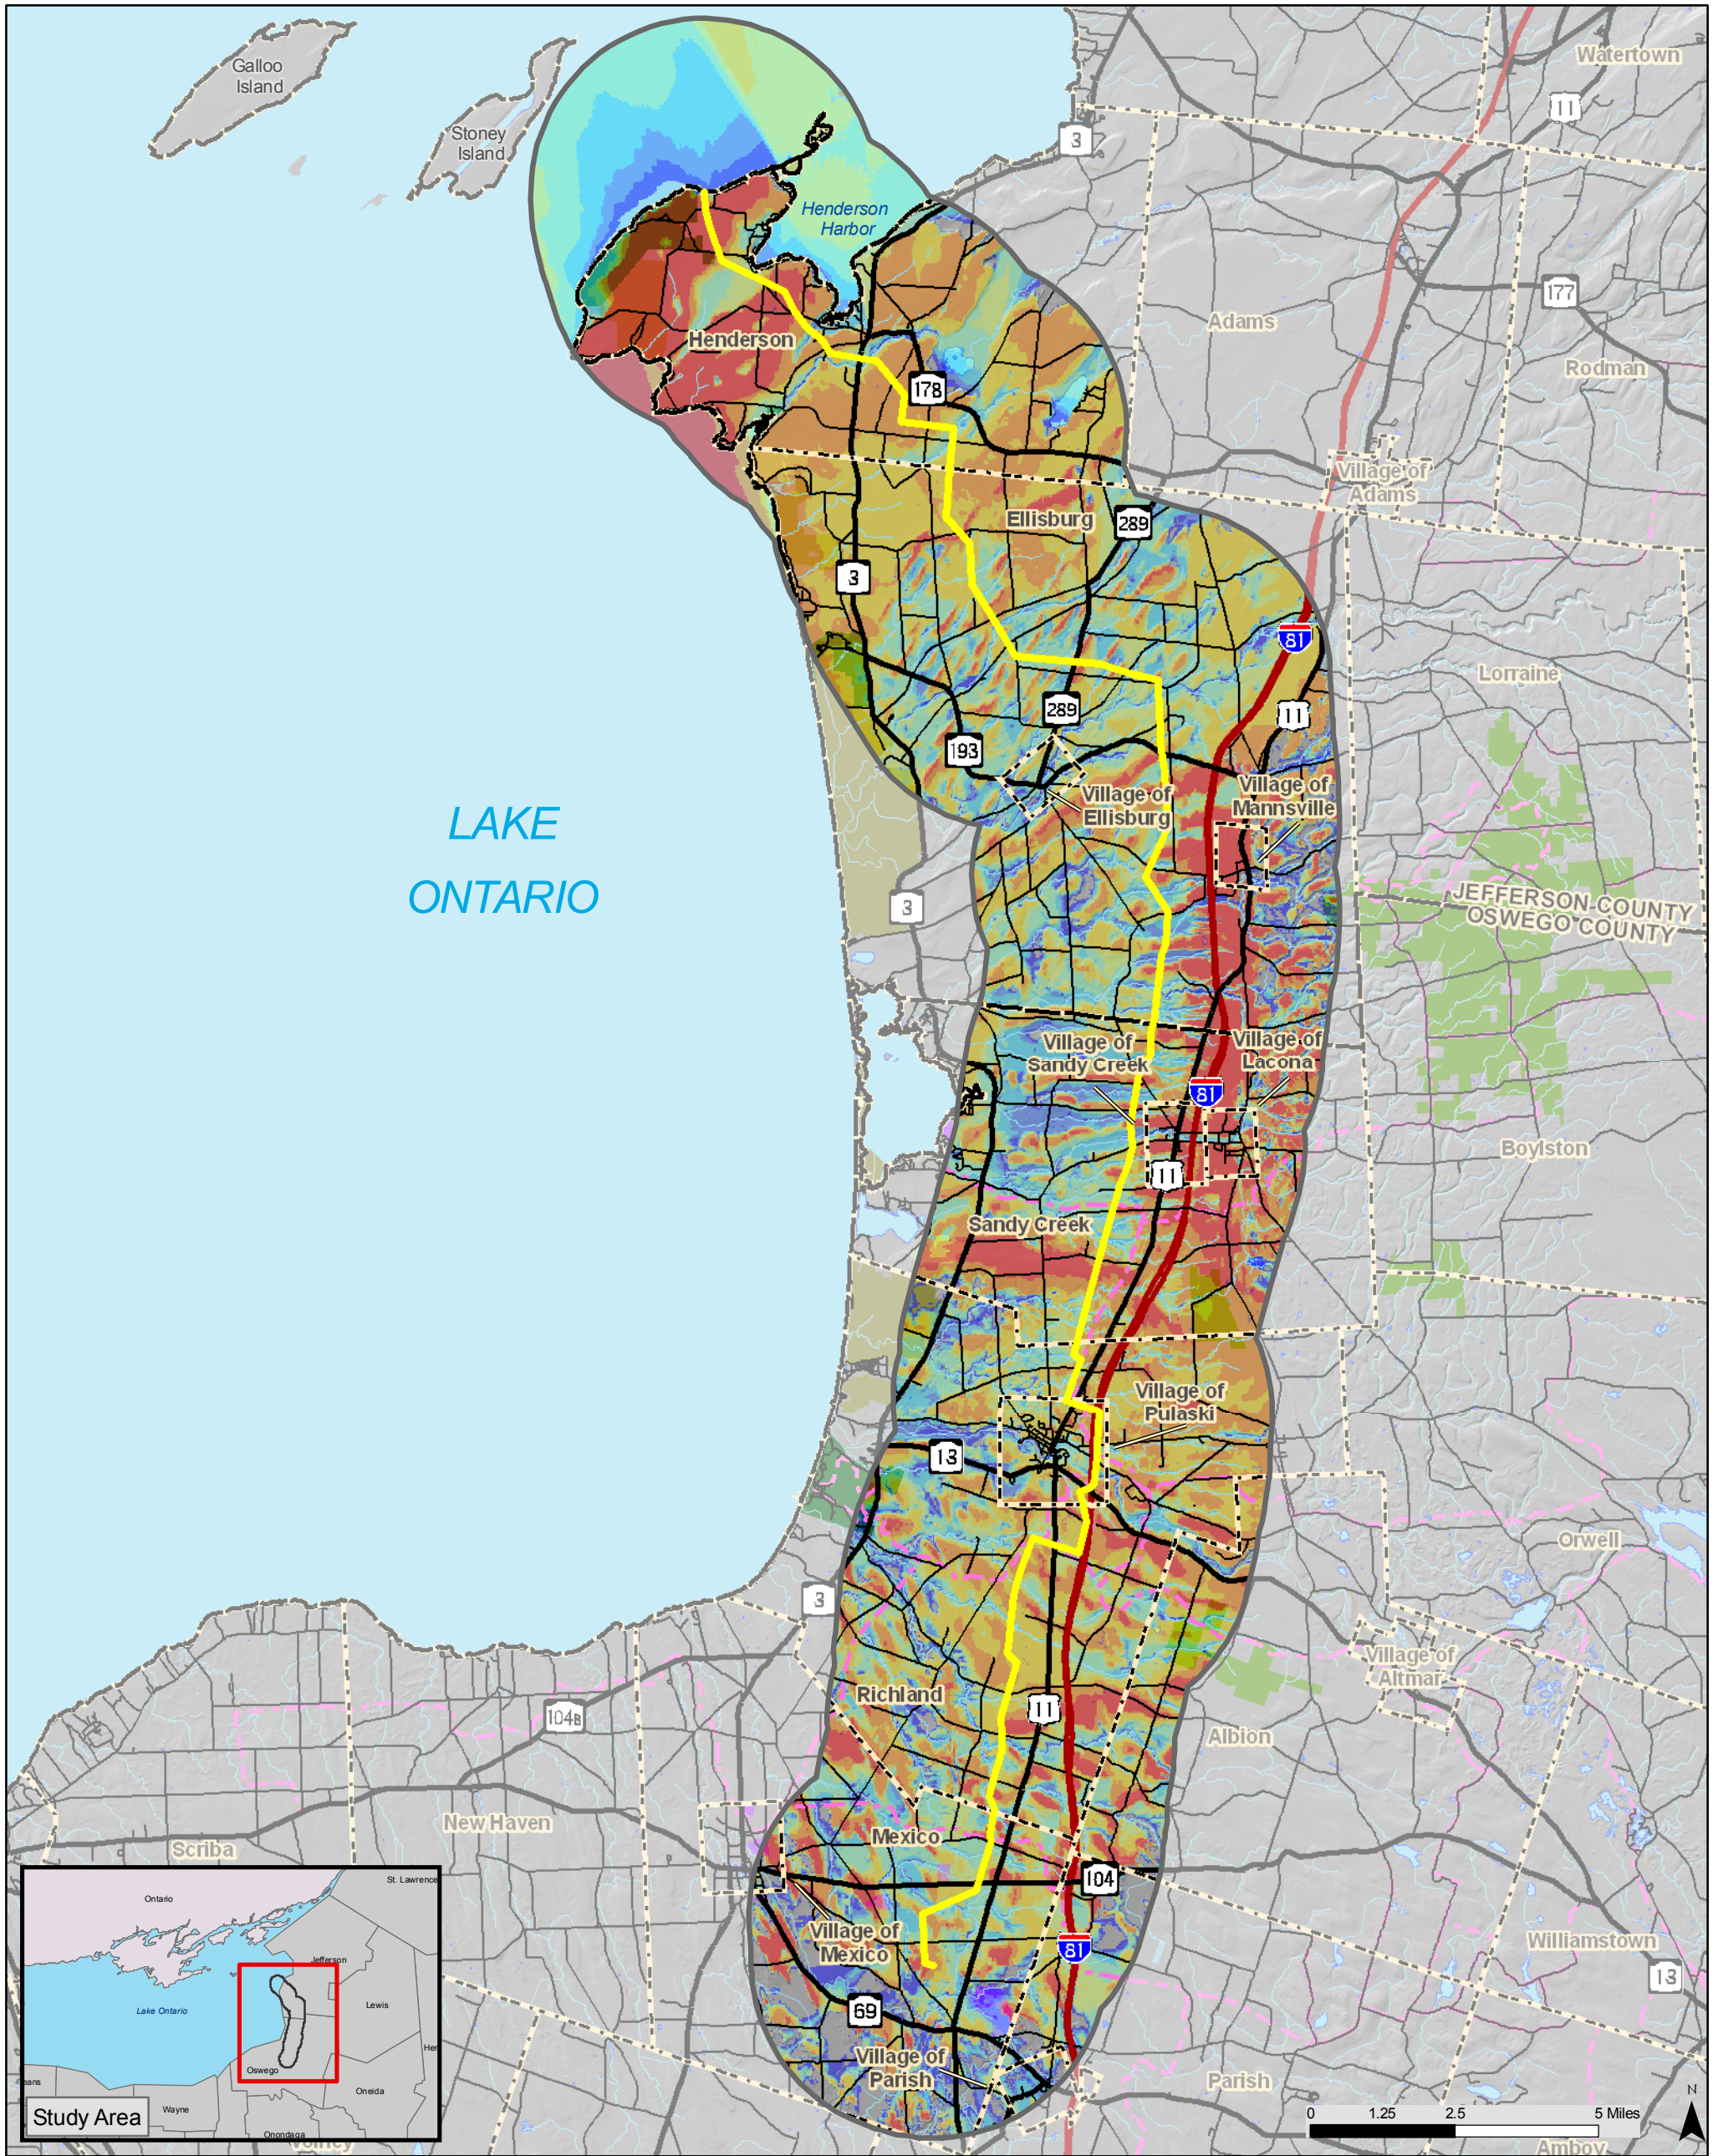 Galloo
Island
Stoney
Island
Watertown
11
3
Henderson
Harbor
177
Adams
Rodman
Henderson
178
Village of
Adams
Ellisburg
289
3
81
Lorraine
289
11
193
Village of
Ellisburg
Village of
Mannsville
LAKE
ONTARIO
3
JEFFERSON COUNTY
OSWEGO COUNTY
Village of
Sandy Creek
Village of
Lacona
81
Boylston
11
Sandy Creek
Village of
Pulaski
13
Orwell
3
Village of
Altmar
Richland
11
104B
Albion
New Haven
Scriba
Mexico
104
Village of
Mexico
81
Williamstown
13
69
Village of
Parish
Parish
Amboy
St. Lawrence
Ontario
Jefferson
Lake Ontario
Lewis
Her
Oswego
eans
Oneida
Wayne
Onondaga
Study Area
0 1.25 2.5 5 Miles
N